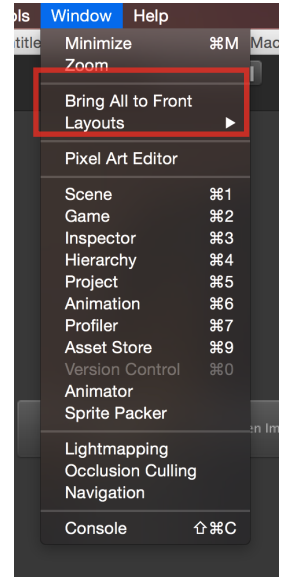 ols Window Help
title
Mac
Minimize ⌘M
Zoom
Bring All to Front
Layouts ▶
Pixel Art Editor
Scene ⌘1
Game ⌘2
Inspector ⌘3
Hierarchy ⌘4
Project ⌘5
Animation ⌘6
Profiler ⌘7
Asset Store ⌘9
Version Control ⌘0
Animator
Sprite Packer
en Im
Lightmapping
Occlusion Culling
Navigation
Console ⇧⌘C